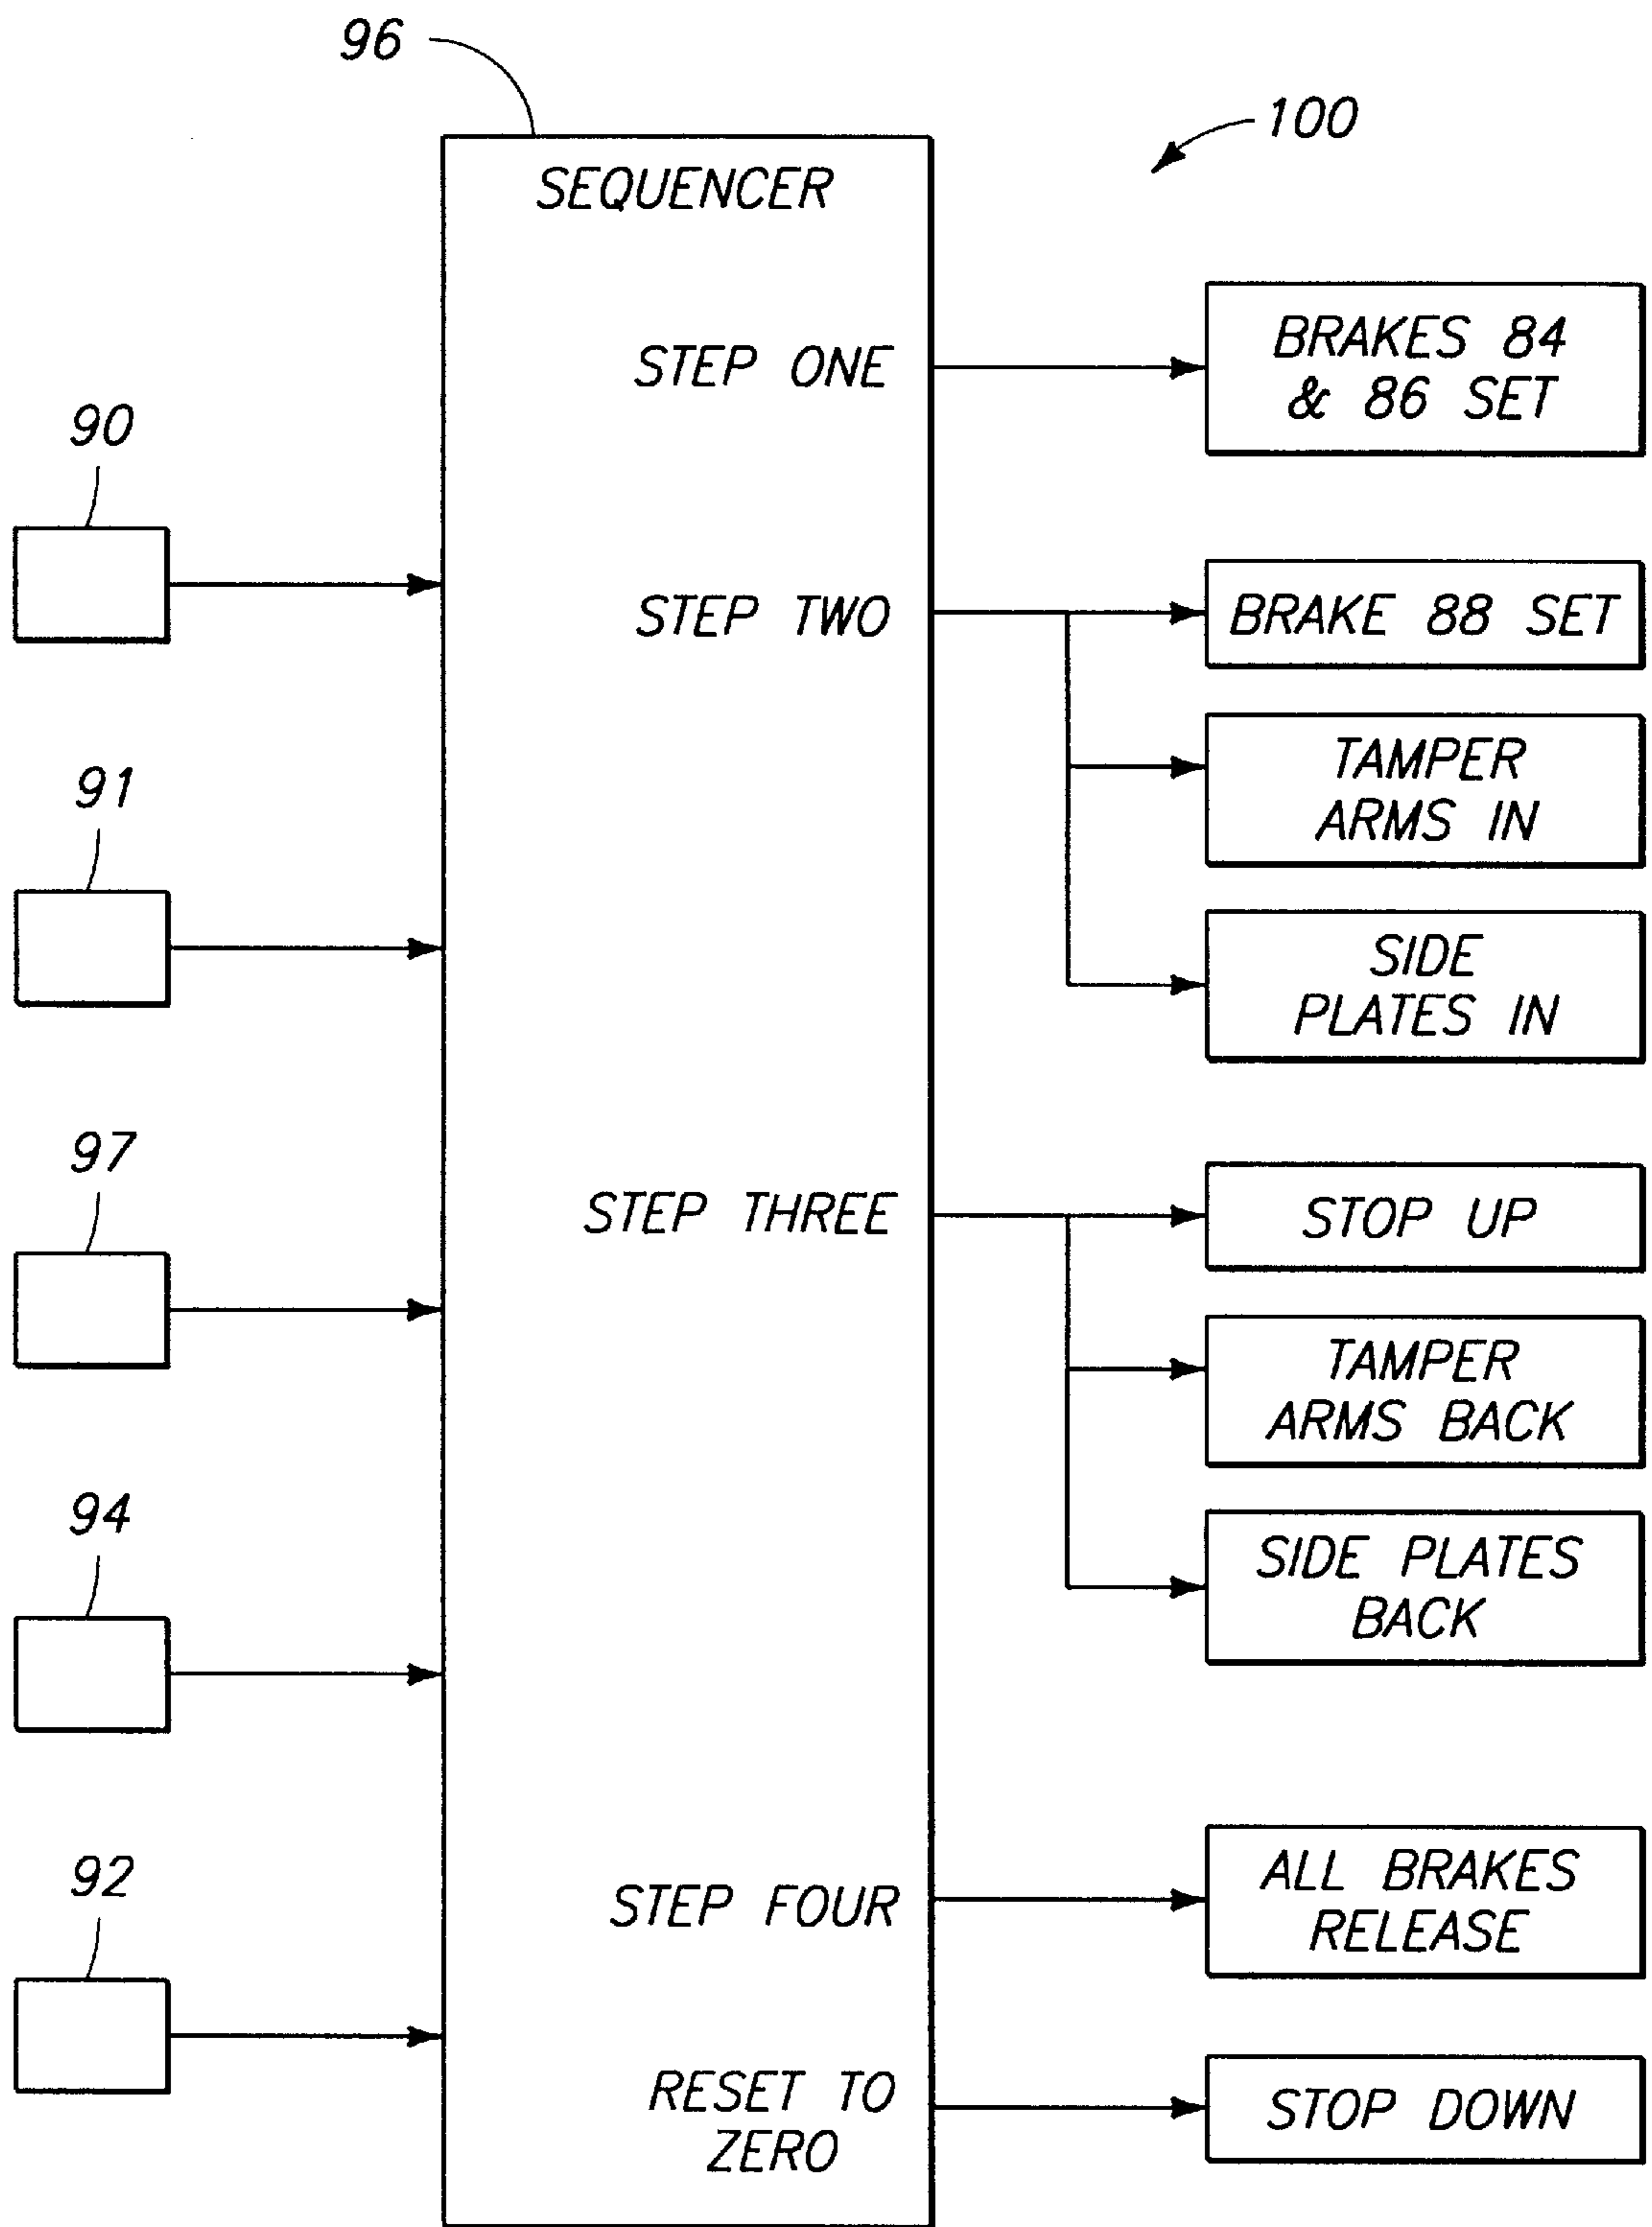 96
100
SEQUENCER
STEP ONE
BRAKES 84
& 86 SET
90
STEP TWO
BRAKE 88 SET
TAMPER
ARMS IN
91
SIDE
PLATES IN
97
STEP THREE
STOP UP
TAMPER
ARMS BACK
94
SIDE PLATES
BACK
92
STEP FOUR
ALL BRAKES
RELEASE
RESET TO
ZERO
STOP DOWN